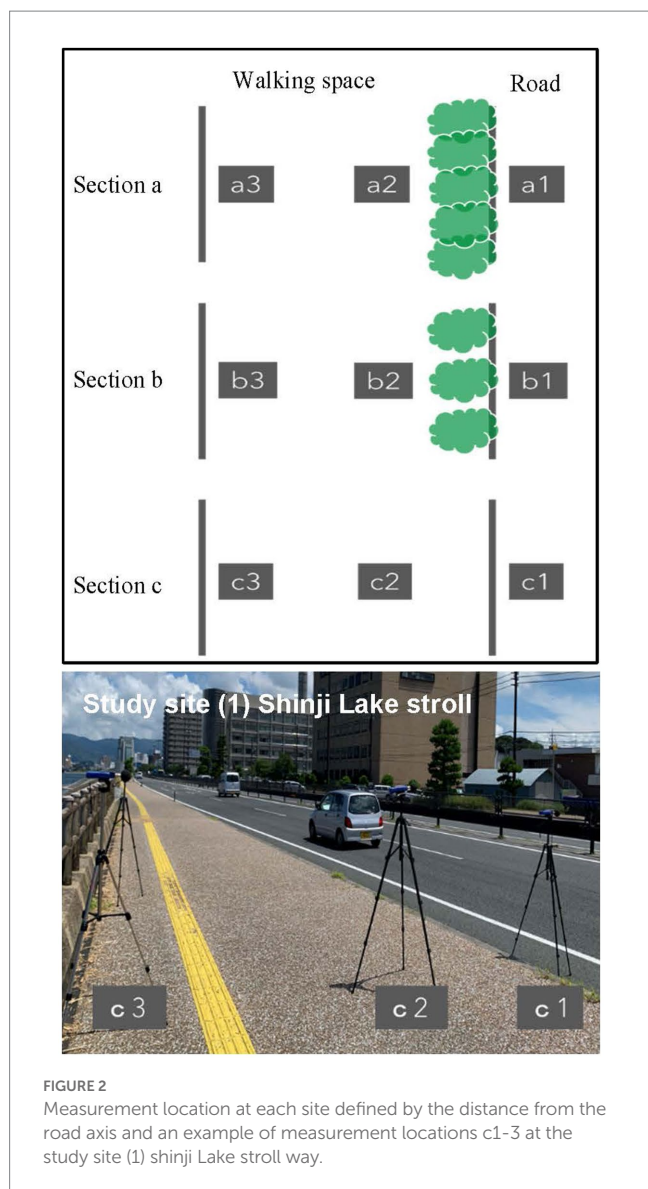 Walking space Road
Section a a3 a2 a1
Section b b3 b2 b1
Section c c3 c2 c1
Study site (1) Shinji Lake stroll
c 3 c 2 c 1
FIGURE 2
Measurement location at each site defined by the distance from the
road axis and an example of measurement locations c1-3 at the
study site (1) shinji Lake stroll way.